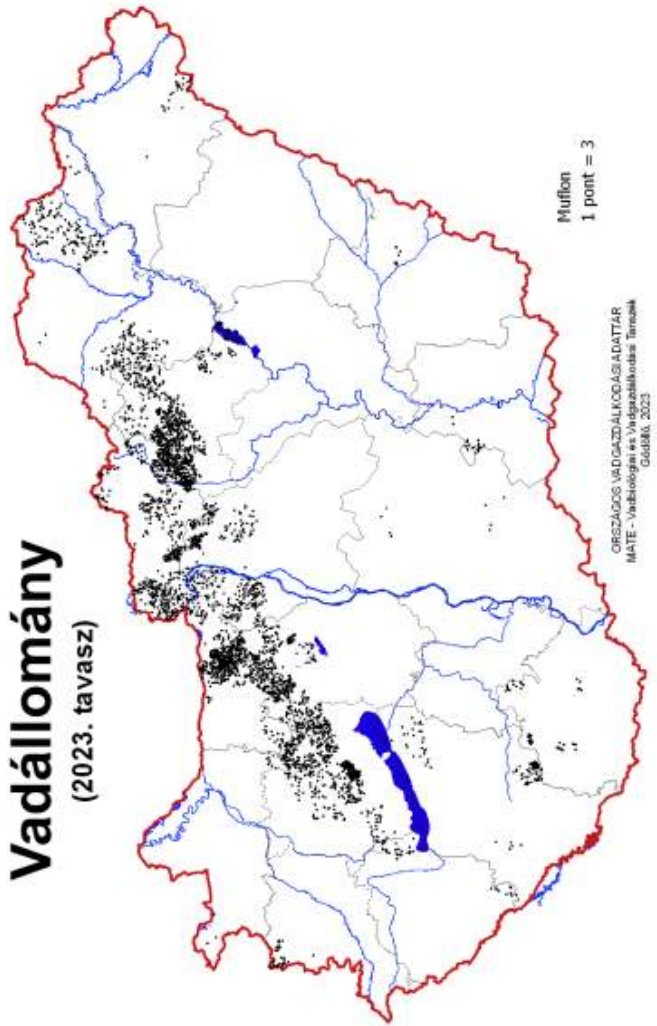 Vadállomány
(2023. tavasz)
Muflon
1 pont = 3
ORSZÁGOS VADGAZDÁLKODÁSI ADATTÁR
MATE - Vadbiológiai és Vadgazdálkodási Tanszék
Gödöllő, 2023